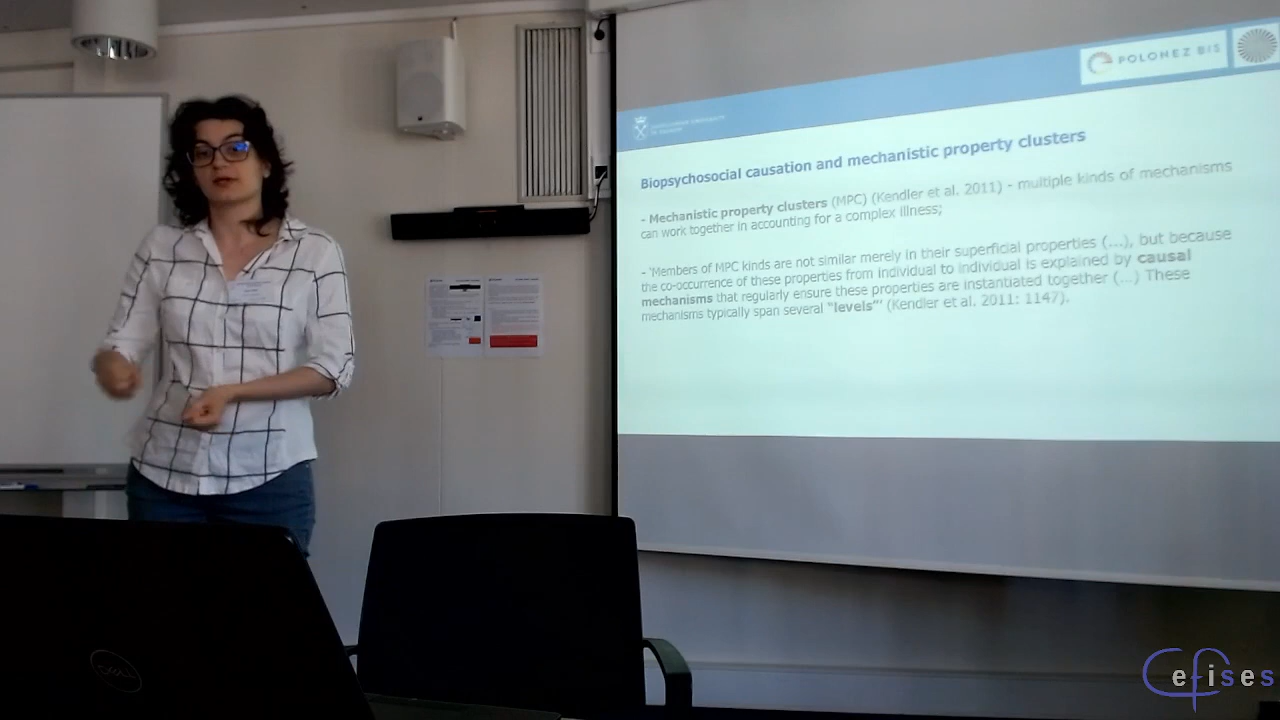 POLONEZ BIS
Biopsychosocial causation and mechanistic property clusters
- Mechanistic property clusters (MPC) (Kendler et al. 2011) - multiple kinds of mechanisms
can work together in accounting for a complex illness;
- 'Members of MPC kinds are not similar merely in their superficial properties (...), but because
the co-occurrence of these properties from individual to individual is explained by causal
mechanisms that regularly ensure these properties are instantiated together (...) These
mechanisms typically span several "levels"' (Kendler et al. 2011: 1147).
DELL
Cefises